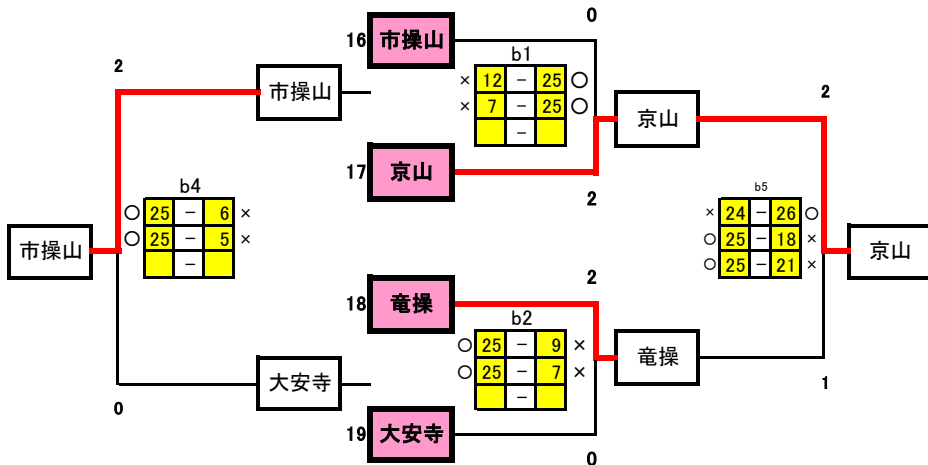 0
16 市操山
2
b1
市操山
× 12 － 25 ○
2
× 7 － 25 ○
京山
－
17 京山
b4
2
b5
○ 25 － 6 ×
× 24 － 26 ○
○ 25 － 5 ×
○ 25 － 18 ×
市操山
京山
－
○ 25 － 21 ×
2
18 竜操
b2
○ 25 － 9 ×
竜操
○ 25 － 7 ×
大安寺
1
－
0
19 大安寺
0